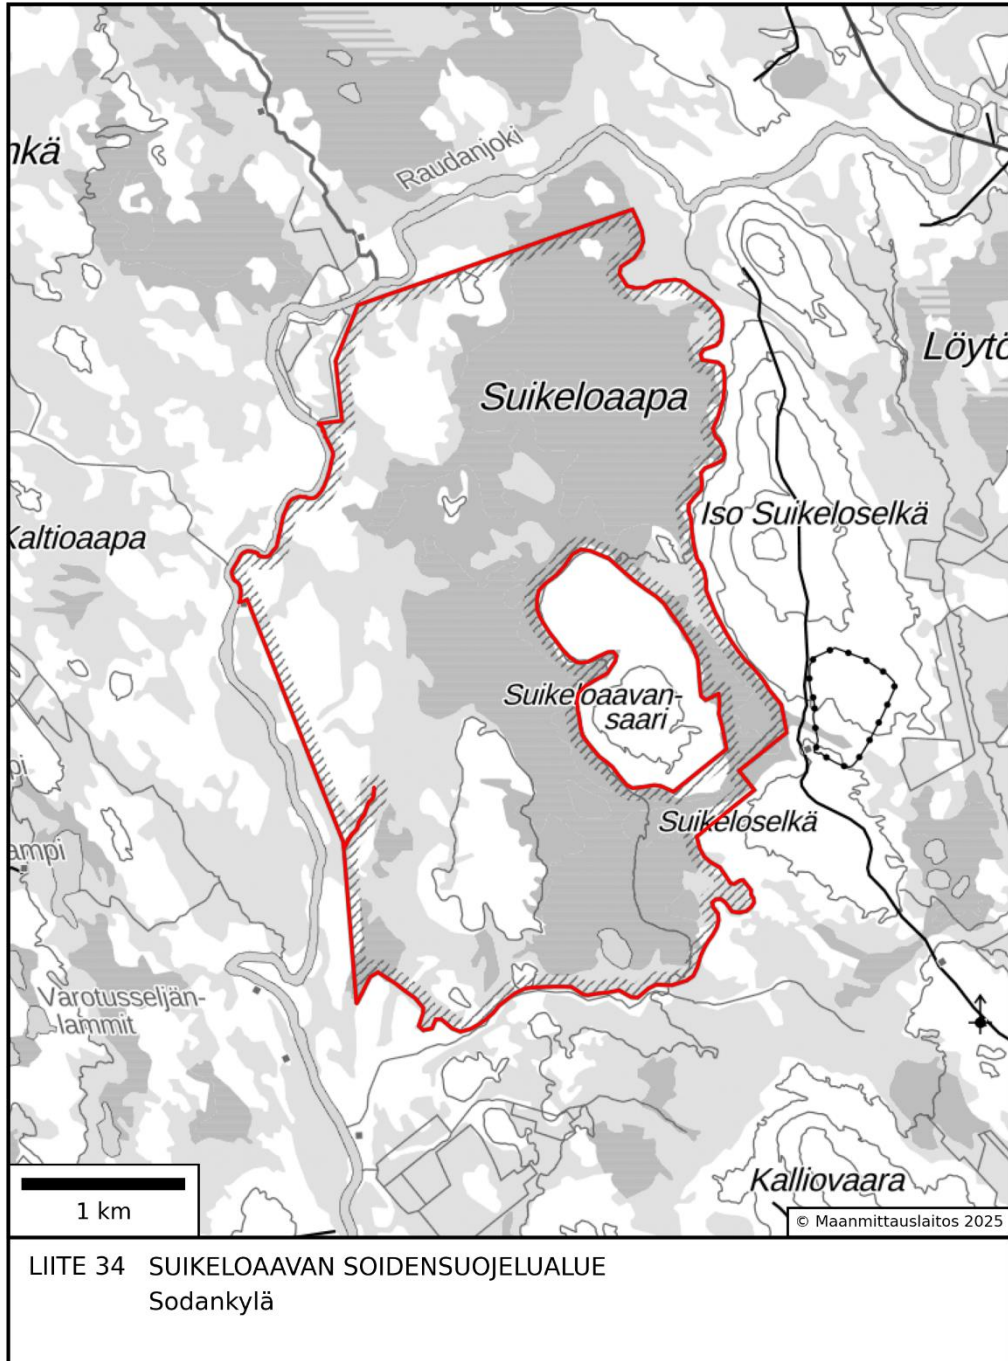 nkä
Raudanjoki
Löytö
Suikeloaapa
Iso Suikeloselkä
Kaltioaapa
Suikeloaavan-
saari
pi
Suikeloselkä
ampi
Varotusseljän-
lammit
Kalliovaara
1 km
© Maanmittauslaitos 2025
LIITE 34 SUIKELOAAVAN SOIDENSUOJELUALUE
Sodankylä